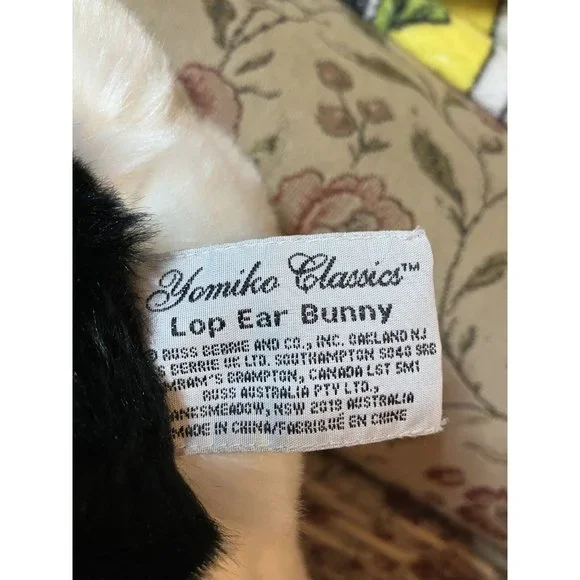 Yomiko Classics™
Lop Ear Bunny
© RUSS BERRIE AND CO., INC. OAKLAND NJ
BERRIE UK LTD. SOUTHAMPTON SO40 9RB
BRAMPTON, CANADA L6T 5M1
RUSS AUSTRALIA PTY LTD.,
NSW 2019 AUSTRALIA
MADE IN CHINA/FABRIQUÉ EN CHINE